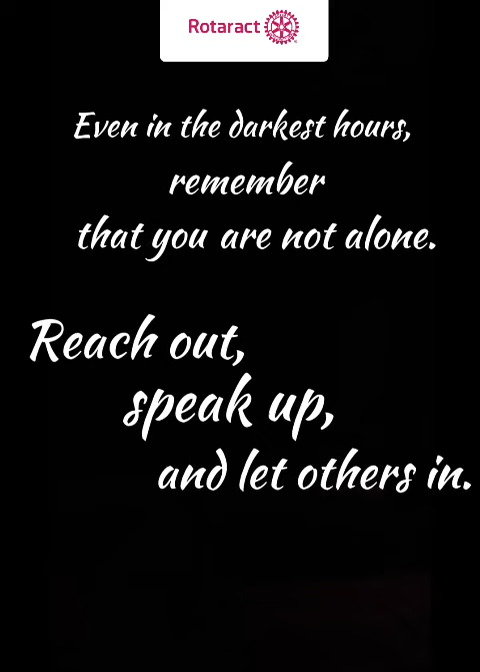 Rotaract
Even in the darkest hours,
remember
that you are not alone.
Reach out,
speak up,
and let others in.